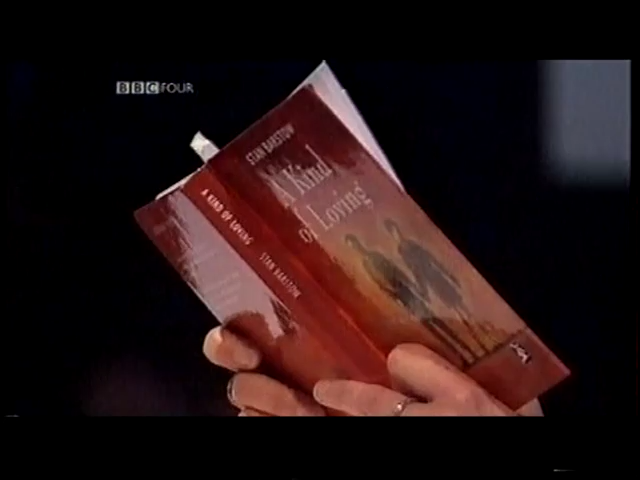 BBC FOUR
STAN BARSTOW
A Kind
of Loving
A KIND OF LOVING
STAN BARSTOW